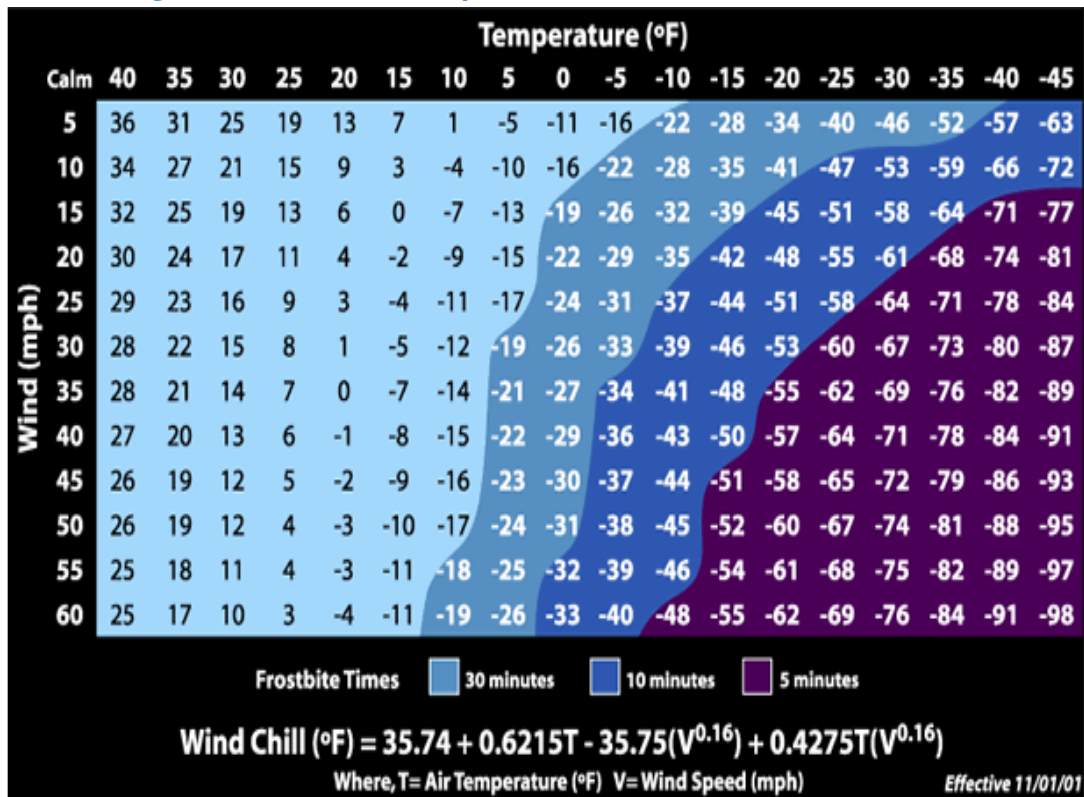 Temperature (ºF)
Calm 40 35 30 25 20 15 10 5 0 -5 -10 -15 -20 -25 -30 -35 -40 -45
5 36 31 25 19 13 7 1 -5 -11 -16 -22 -28 -34 -40 -46 -52 -57 -63
10 34 27 21 15 9 3 -4 -10 -16 -22 -28 -35 -41 -47 -53 -59 -66 -72
15 32 25 19 13 6 0 -7 -13 -19 -26 -32 -39 -45 -51 -58 -64 -71 -77
20 30 24 17 11 4 -2 -9 -15 -22 -29 -35 -42 -48 -55 -61 -68 -74 -81
25 29 23 16 9 3 -4 -11 -17 -24 -31 -37 -44 -51 -58 -64 -71 -78 -84
30 28 22 15 8 1 -5 -12 -19 -26 -33 -39 -46 -53 -60 -67 -73 -80 -87
35 28 21 14 7 0 -7 -14 -21 -27 -34 -41 -48 -55 -62 -69 -76 -82 -89
40 27 20 13 6 -1 -8 -15 -22 -29 -36 -43 -50 -57 -64 -71 -78 -84 -91
45 26 19 12 5 -2 -9 -16 -23 -30 -37 -44 -51 -58 -65 -72 -79 -86 -93
50 26 19 12 4 -3 -10 -17 -24 -31 -38 -45 -52 -60 -67 -74 -81 -88 -95
55 25 18 11 4 -3 -11 -18 -25 -32 -39 -46 -54 -61 -68 -75 -82 -89 -97
60 25 17 10 3 -4 -11 -19 -26 -33 -40 -48 -55 -62 -69 -76 -84 -91 -98
Wind (mph)
Frostbite Times 30 minutes 10 minutes 5 minutes
Wind Chill (ºF) = 35.74 + 0.6215T - 35.75(V^0.16) + 0.4275T(V^0.16)
Where, T= Air Temperature (ºF) V= Wind Speed (mph) Effective 11/01/01